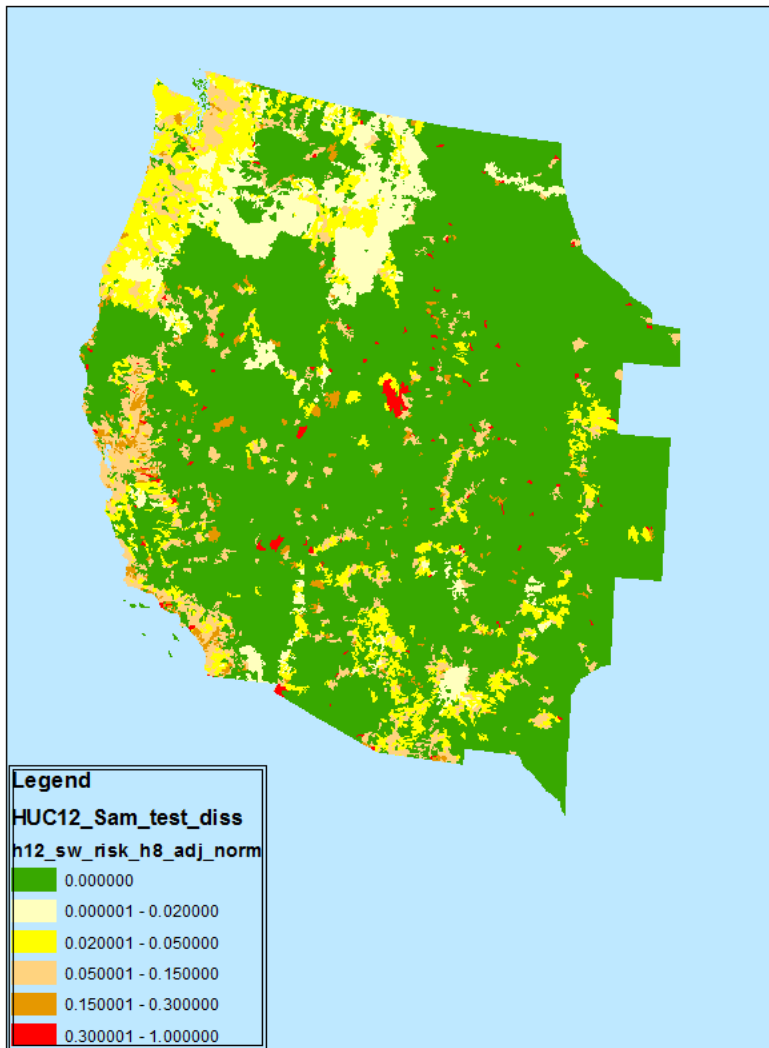 Legend
HUC12_Sam_test_diss
h12_sw_risk_h8_adj_norm
0.000000
0.000001 - 0.020000
0.020001 - 0.050000
0.050001 - 0.150000
0.150001 - 0.300000
0.300001 - 1.000000